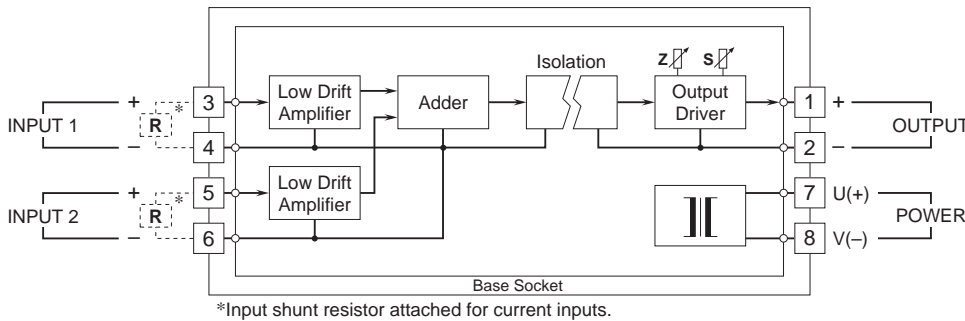 Isolation
Z
S
Low Drift
Amplifier
Adder
Output
Driver
INPUT 1
+
–
R
*
3
4
1
2
+
–
OUTPUT
INPUT 2
+
–
R
*
5
6
Low Drift
Amplifier
7
8
U(+)
V(–)
POWER
Base Socket
*Input shunt resistor attached for current inputs.